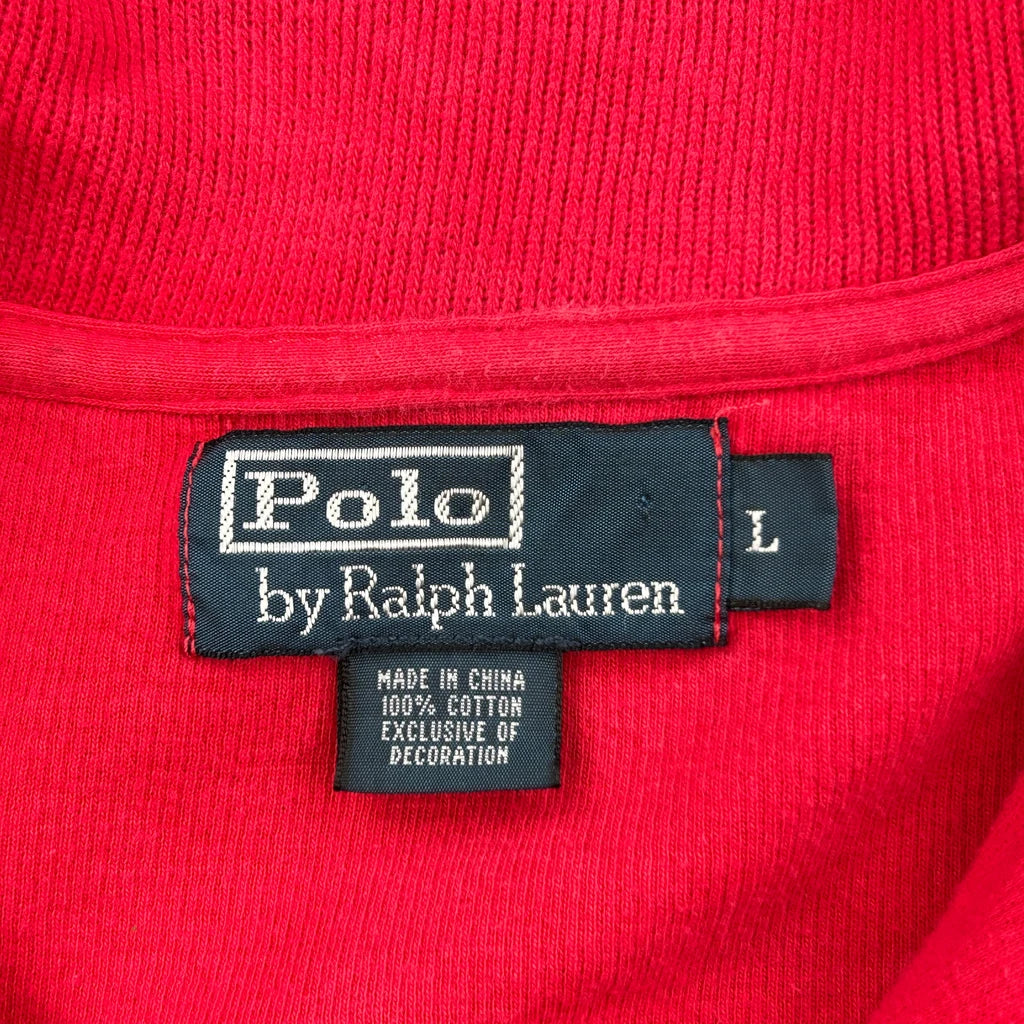 Polo
by Ralph Lauren
L
MADE IN CHINA
100% COTTON
EXCLUSIVE OF
DECORATION